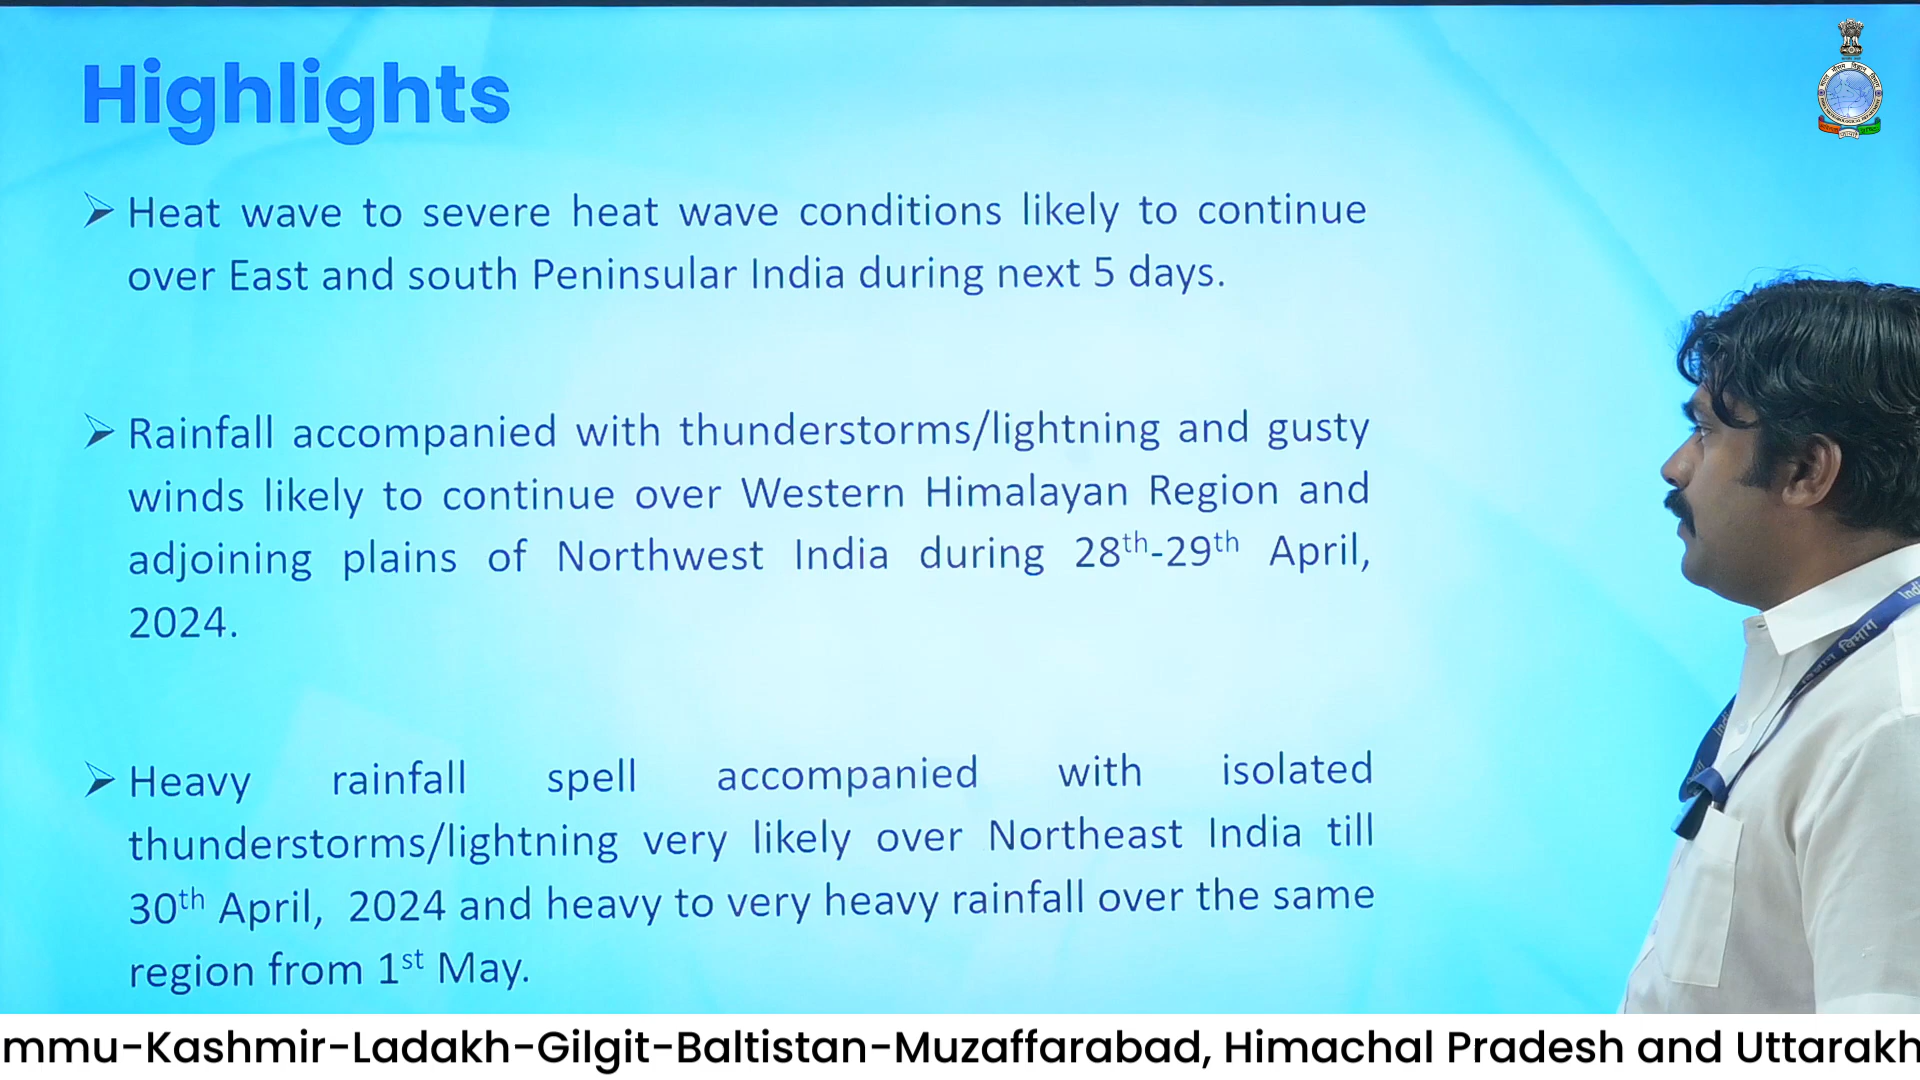 Highlights
Heat wave to severe heat wave conditions likely to continue
over East and south Peninsular India during next 5 days.
Rainfall accompanied with thunderstorms/lightning and gusty
winds likely to continue over Western Himalayan Region and
adjoining plains of Northwest India during 28th-29th April,
2024.
Heavy rainfall spell accompanied with isolated
thunderstorms/lightning very likely over Northeast India till
30th April, 2024 and heavy to very heavy rainfall over the same
region from 1st May.
विभाग
mmu-Kashmir-Ladakh-Gilgit-Baltistan-Muzaffarabad, Himachal Pradesh and Uttarakh